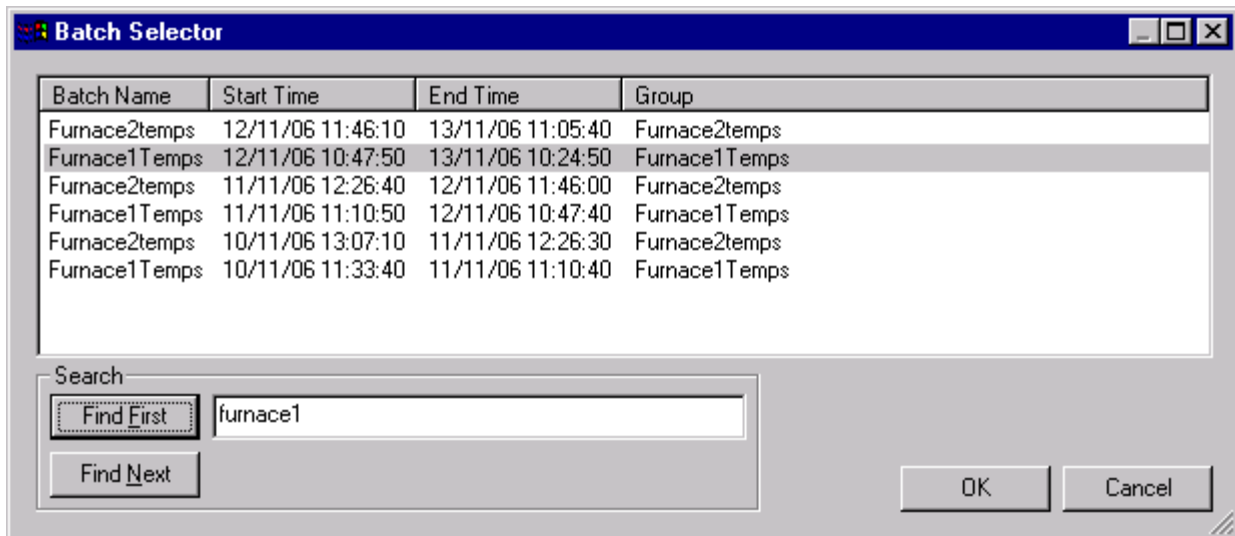 Batch Selector
Batch Name Start Time End Time Group
Furnace2temps 12/11/06 11:46:10 13/11/06 11:05:40 Furnace2temps
Furnace1Temps 12/11/06 10:47:50 13/11/06 10:24:50 Furnace1Temps
Furnace2temps 11/11/06 12:26:40 12/11/06 11:46:00 Furnace2temps
Furnace1Temps 11/11/06 11:10:50 12/11/06 10:47:40 Furnace1Temps
Furnace2temps 10/11/06 13:07:10 11/11/06 12:26:30 Furnace2temps
Furnace1Temps 10/11/06 11:33:40 11/11/06 11:10:40 Furnace1Temps
Search
Find First furnace1
Find Next
OK Cancel